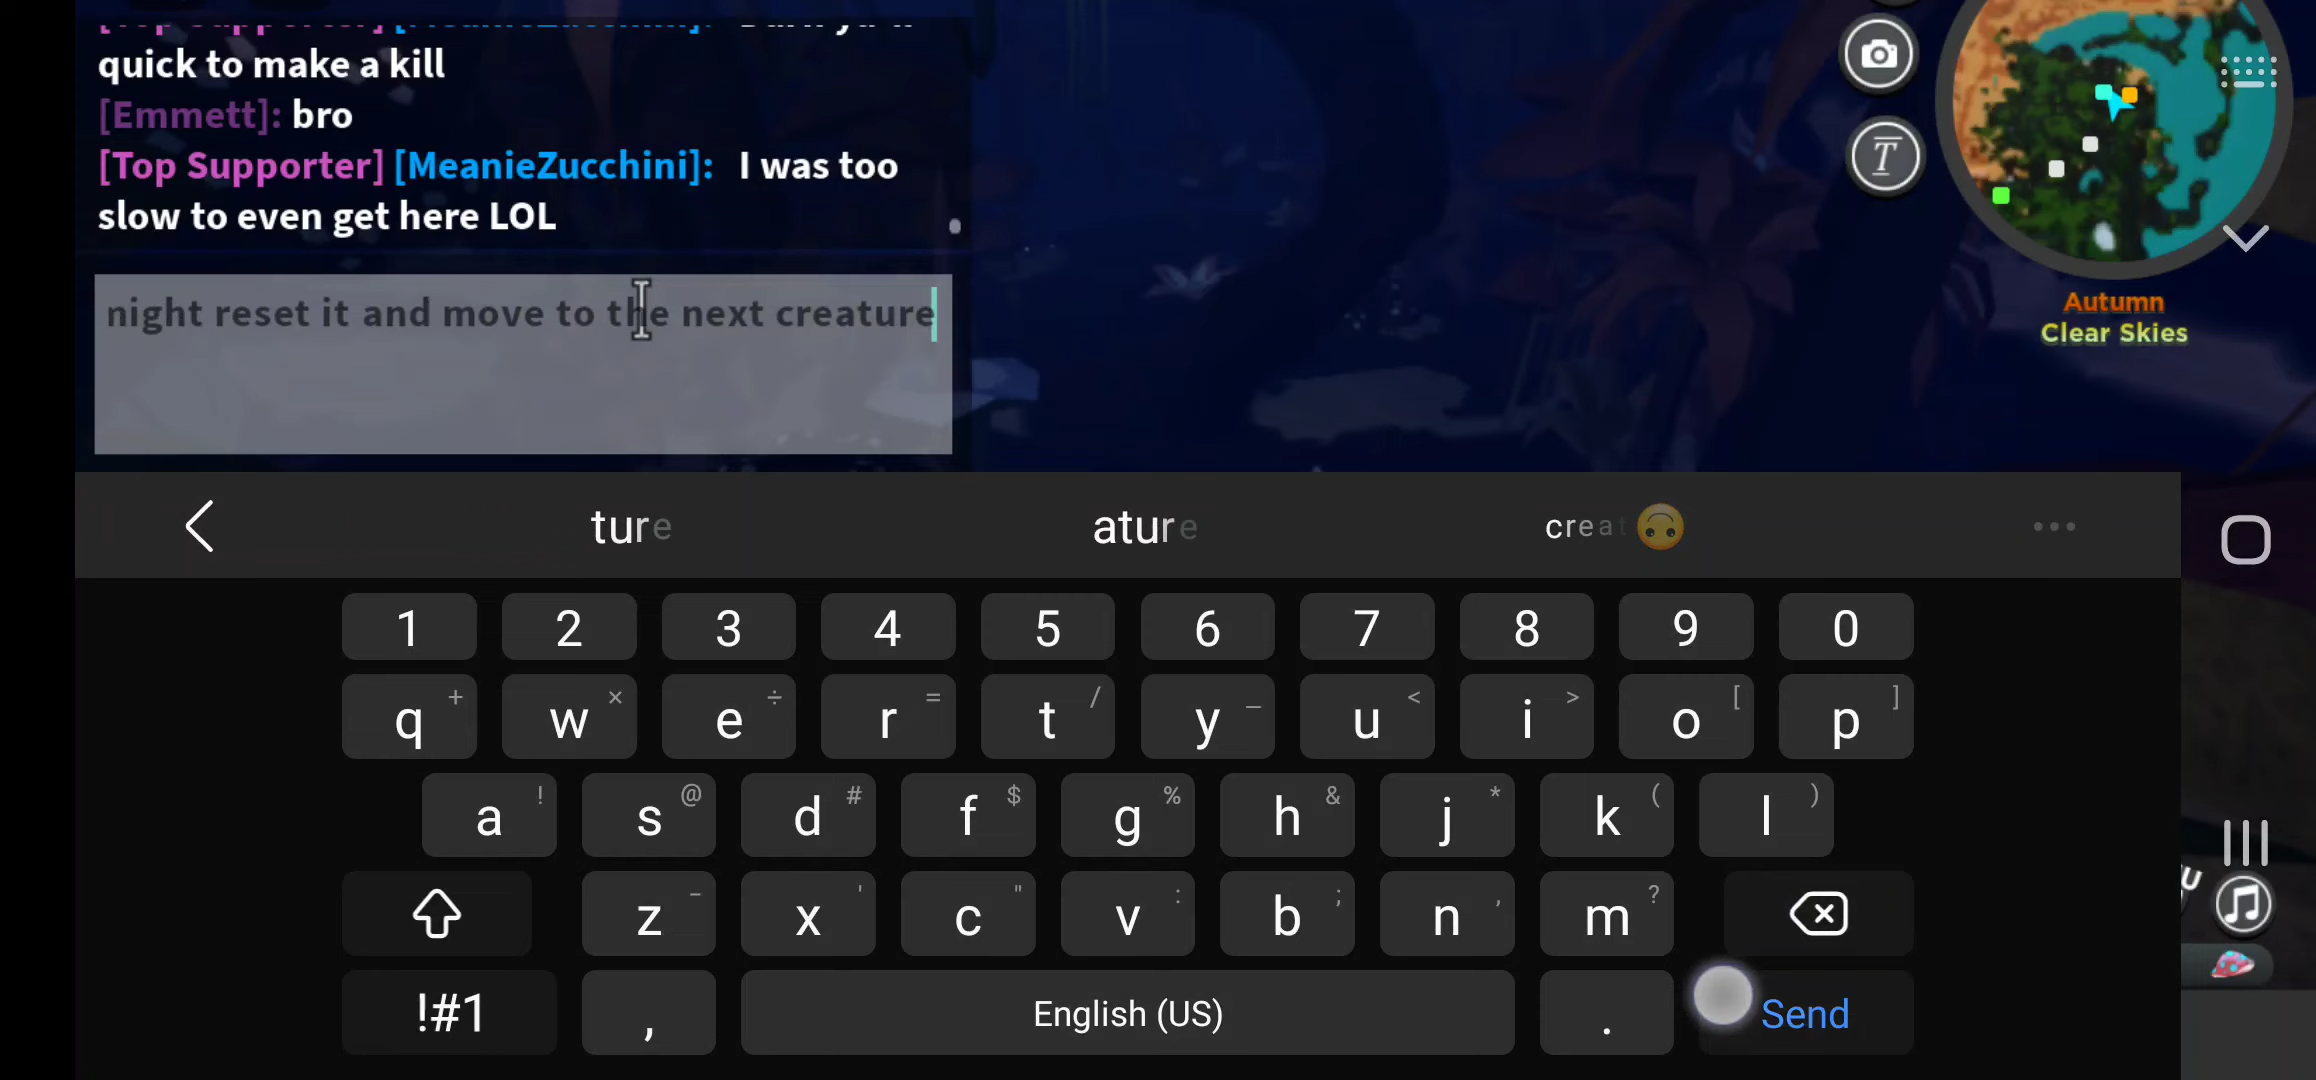 quick to make a kill
[Emmett]: bro
[Top Supporter] [MeanieZucchini]: I was too
slow to even get here LOL
night reset it and move to the next creature
Autumn
Clear Skies
ture
ature
creat🙃
1 2 3 4 5 6 7 8 9 0
q + w × e ÷ r = t / y _ u < i > o [ p ]
a ! s @ d # f $ g % h & j * k ( l )
z - x ' c " v : b ; n , m ?
!#1 , English (US) . Send